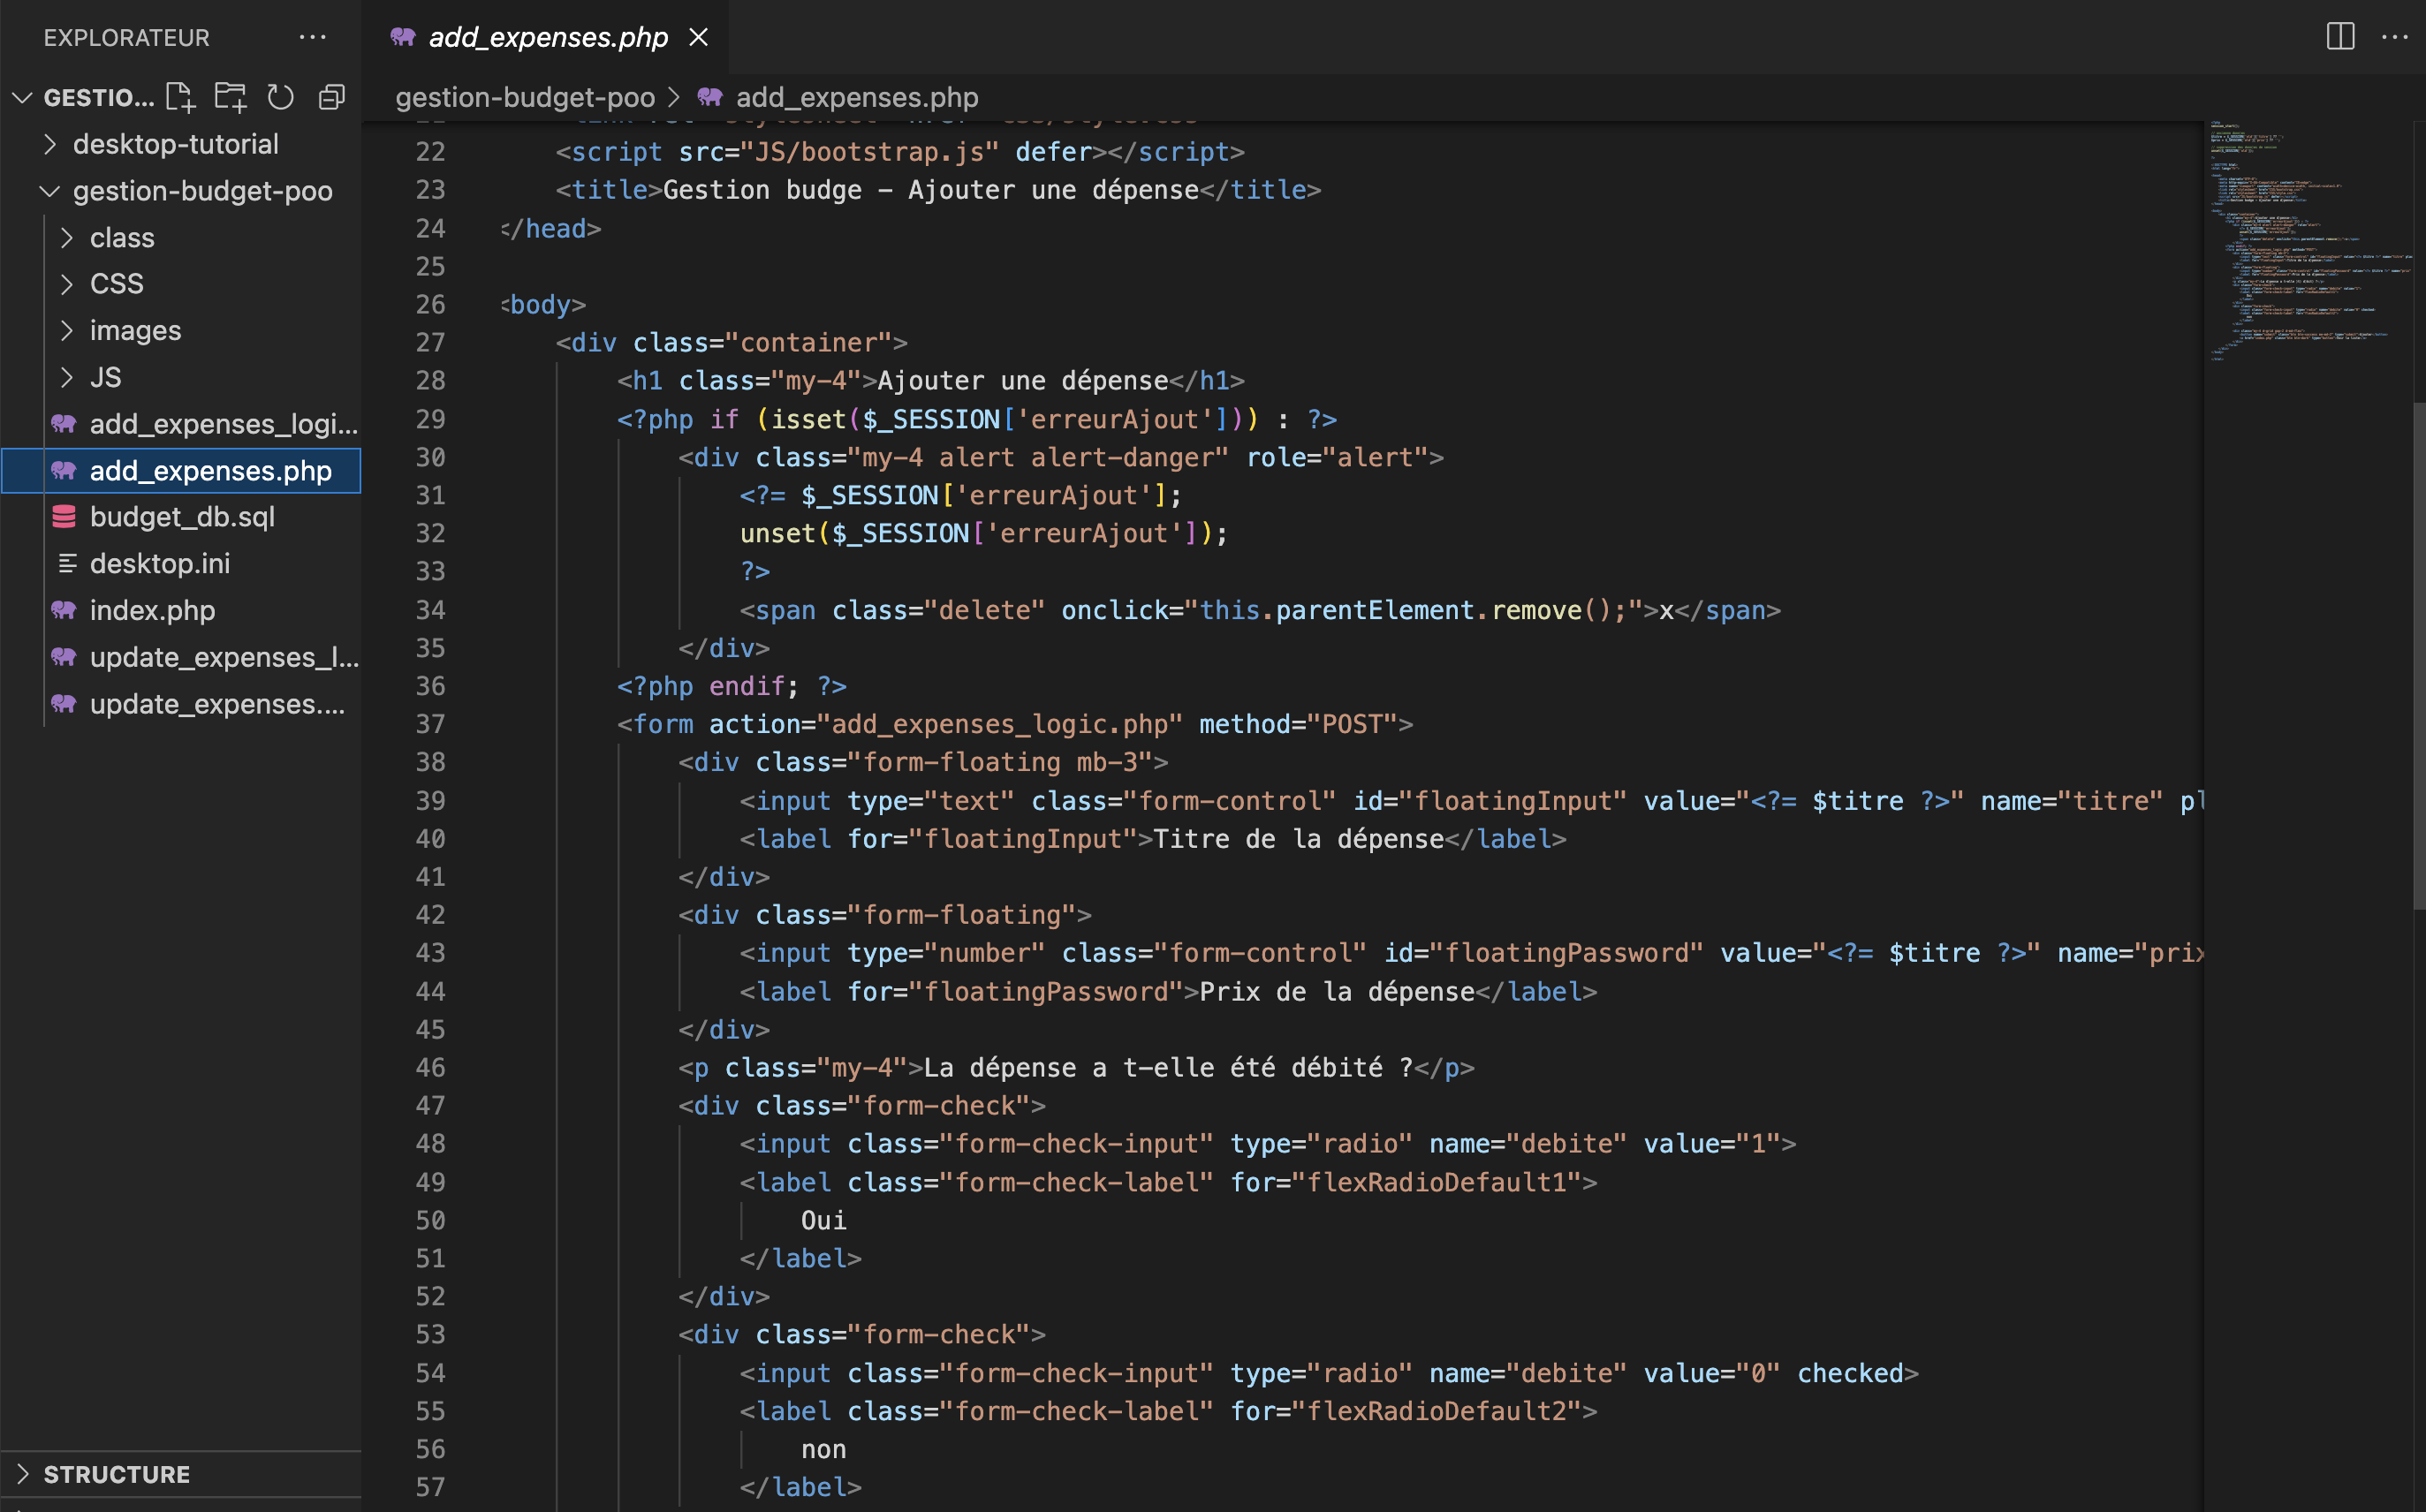 EXPLORATEUR
GESTIO...
desktop-tutorial
gestion-budget-poo
class
CSS
images
JS
add_expenses_logi...
add_expenses.php
budget_db.sql
desktop.ini
index.php
update_expenses_l...
update_expenses....
STRUCTURE
add_expenses.php
gestion-budget-poo > add_expenses.php
22 <script src="JS/bootstrap.js" defer></script>
23 <title>Gestion budge - Ajouter une dépense</title>
24 </head>
25
26 <body>
27 <div class="container">
28 <h1 class="my-4">Ajouter une dépense</h1>
29 <?php if (isset($_SESSION['erreurAjout'])) : ?>
30 <div class="my-4 alert alert-danger" role="alert">
31 <?= $_SESSION['erreurAjout'];
32 unset($_SESSION['erreurAjout']);
33 ?>
34 <span class="delete" onclick="this.parentElement.remove();">x</span>
35 </div>
36 <?php endif; ?>
37 <form action="add_expenses_logic.php" method="POST">
38 <div class="form-floating mb-3">
39 <input type="text" class="form-control" id="floatingInput" value="<?= $titre ?>" name="titre" pl
40 <label for="floatingInput">Titre de la dépense</label>
41 </div>
42 <div class="form-floating">
43 <input type="number" class="form-control" id="floatingPassword" value="<?= $titre ?>" name="prix
44 <label for="floatingPassword">Prix de la dépense</label>
45 </div>
46 <p class="my-4">La dépense a t-elle été débité ?</p>
47 <div class="form-check">
48 <input class="form-check-input" type="radio" name="debite" value="1">
49 <label class="form-check-label" for="flexRadioDefault1">
50 Oui
51 </label>
52 </div>
53 <div class="form-check">
54 <input class="form-check-input" type="radio" name="debite" value="0" checked>
55 <label class="form-check-label" for="flexRadioDefault2">
56 non
57 </label>